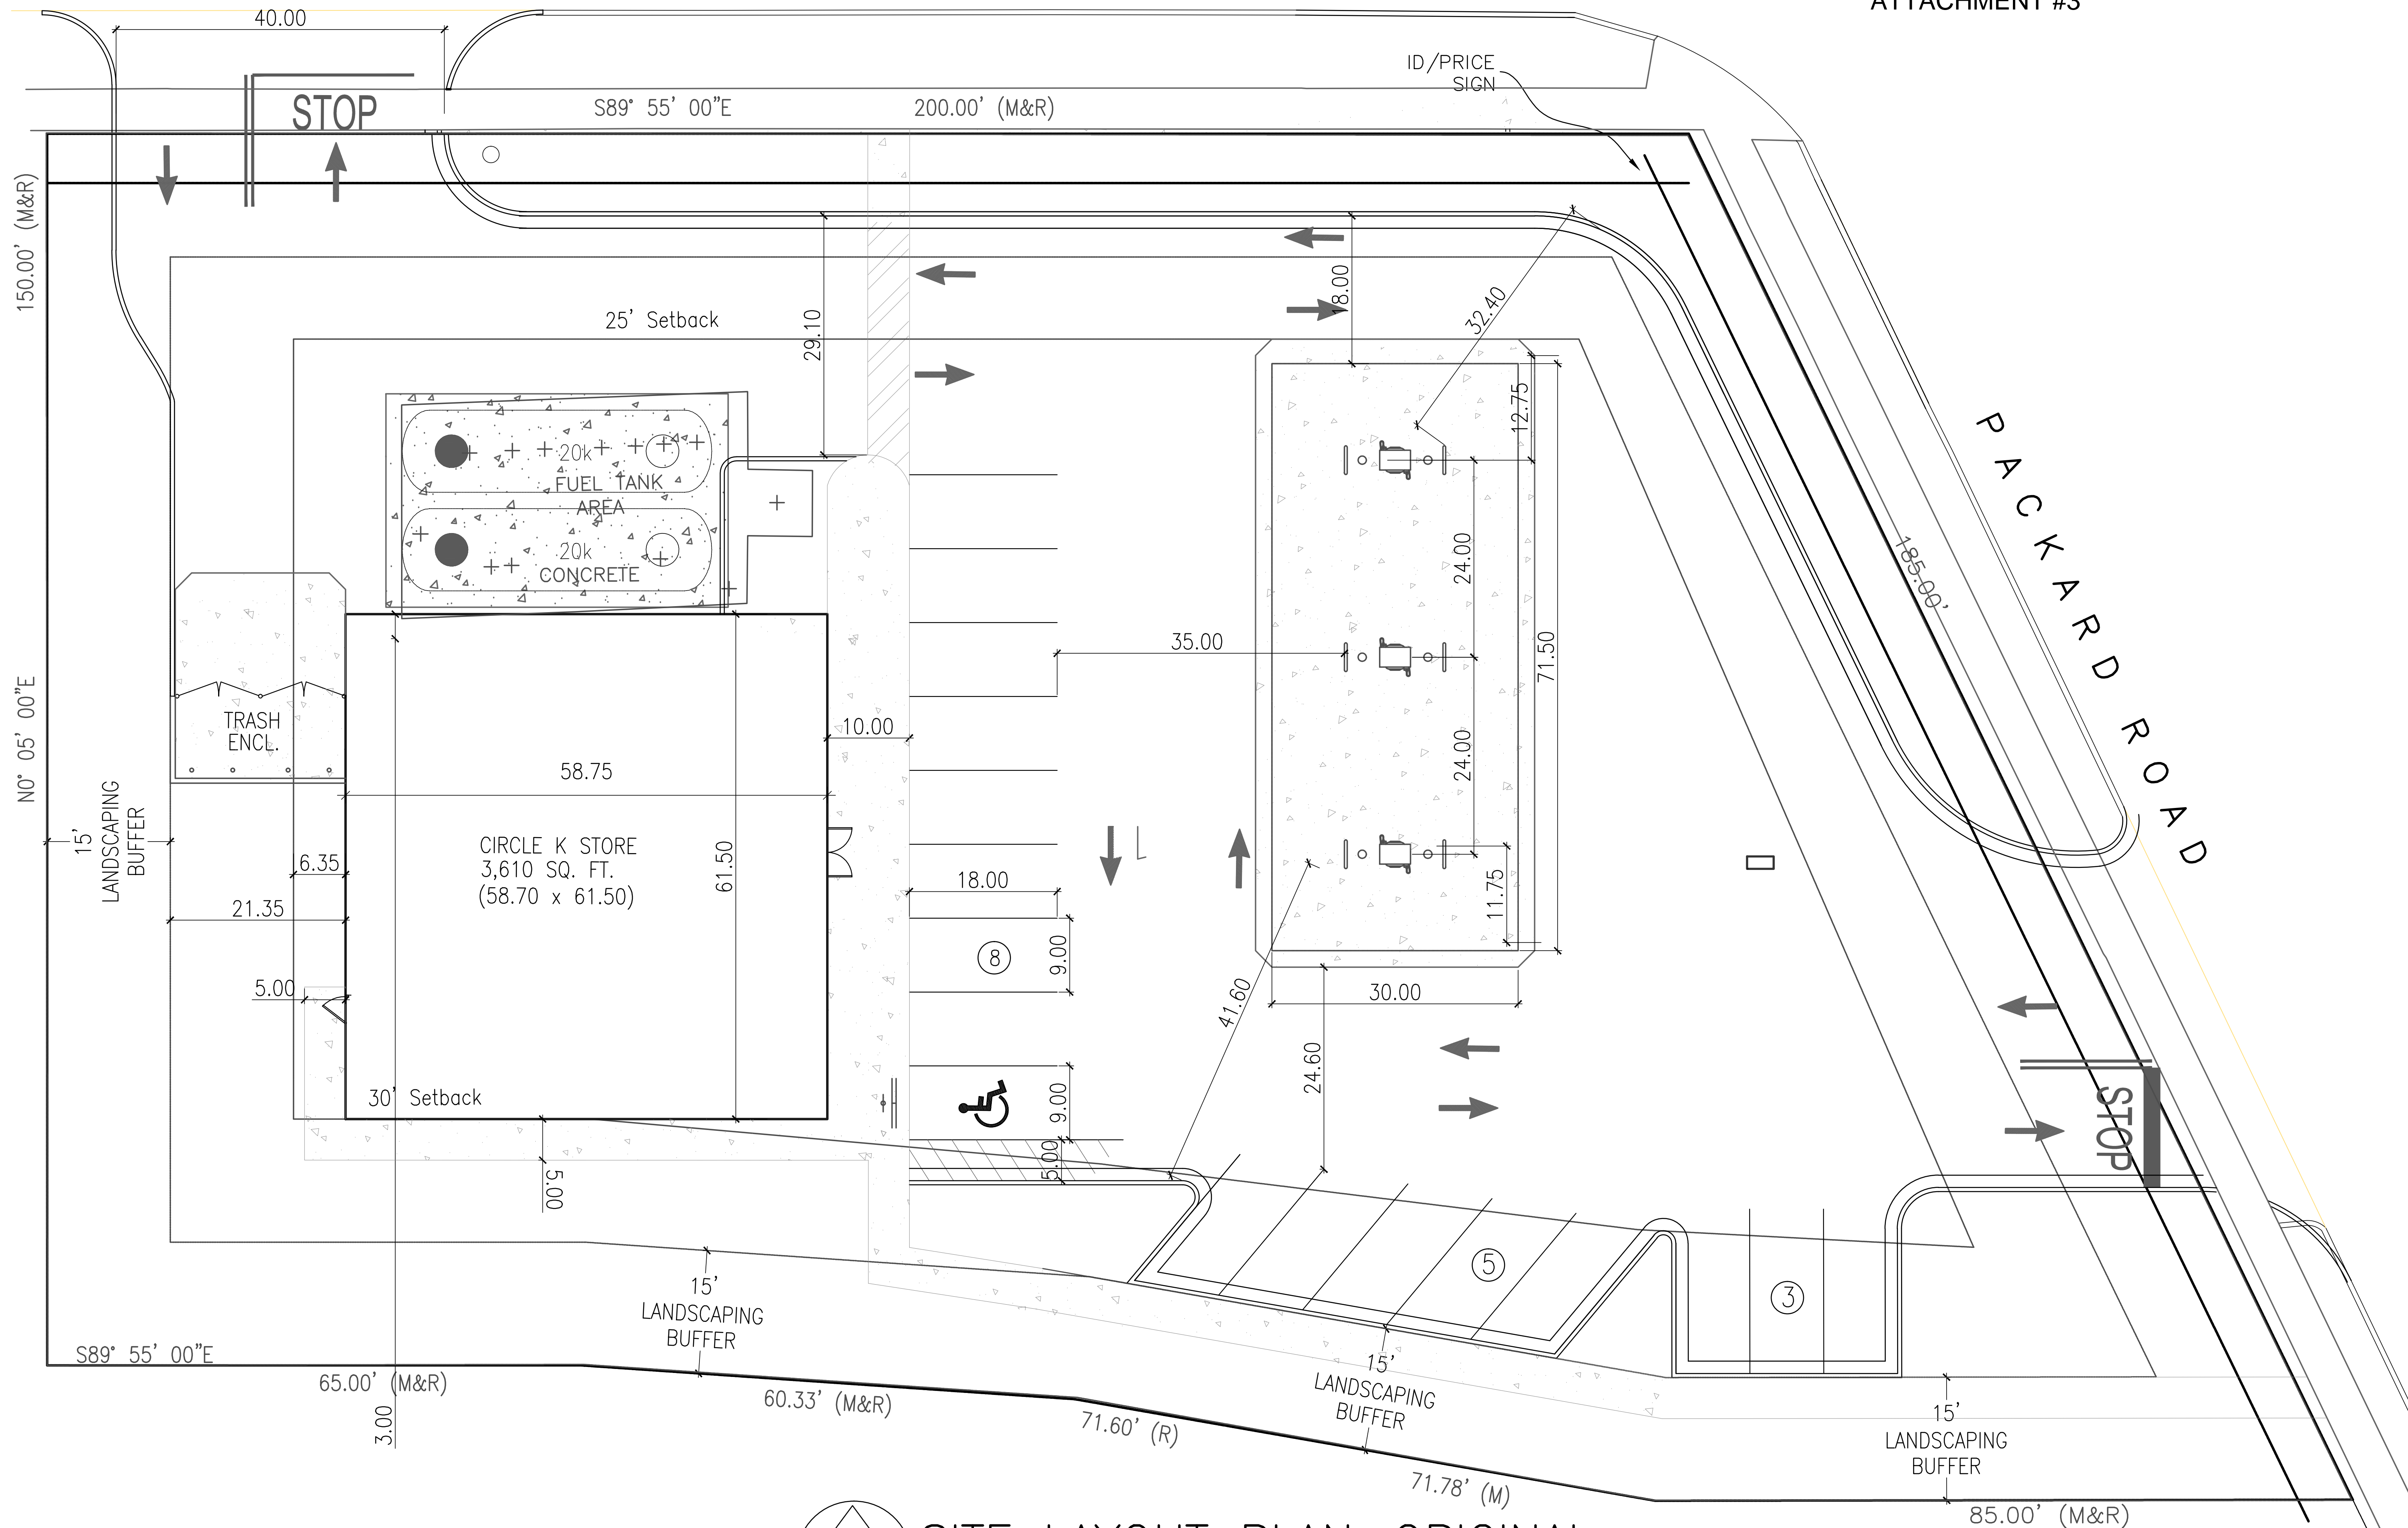 ATTACHMENT #3
40.00
ID/PRICE
SIGN
STOP
S89° 55' 00"E
200.00' (M&R)
150.00' (M&R)
N0° 05' 00"E
25' Setback
29.10
18.00
32.40
12.75
20k
FUEL TANK
AREA
20k
CONCRETE
PACKARD ROAD
185.00'
24.00
71.50
35.00
24.00
TRASH
ENCL.
10.00
58.75
15'
LANDSCAPING
BUFFER
6.35
CIRCLE K STORE
3,610 SQ. FT.
(58.70 x 61.50)
61.50
21.35
18.00
11.75
8
9.00
5.00
30.00
41.60
24.60
30' Setback
9.00
5.00
5.00
STOP
5
3
15'
LANDSCAPING
BUFFER
15'
LANDSCAPING
BUFFER
15'
LANDSCAPING
BUFFER
S89° 55' 00"E
65.00' (M&R)
3.00
60.33' (M&R)
71.60' (R)
71.78' (M)
85.00' (M&R)
SITE LAYOUT PLAN ORIGINAL